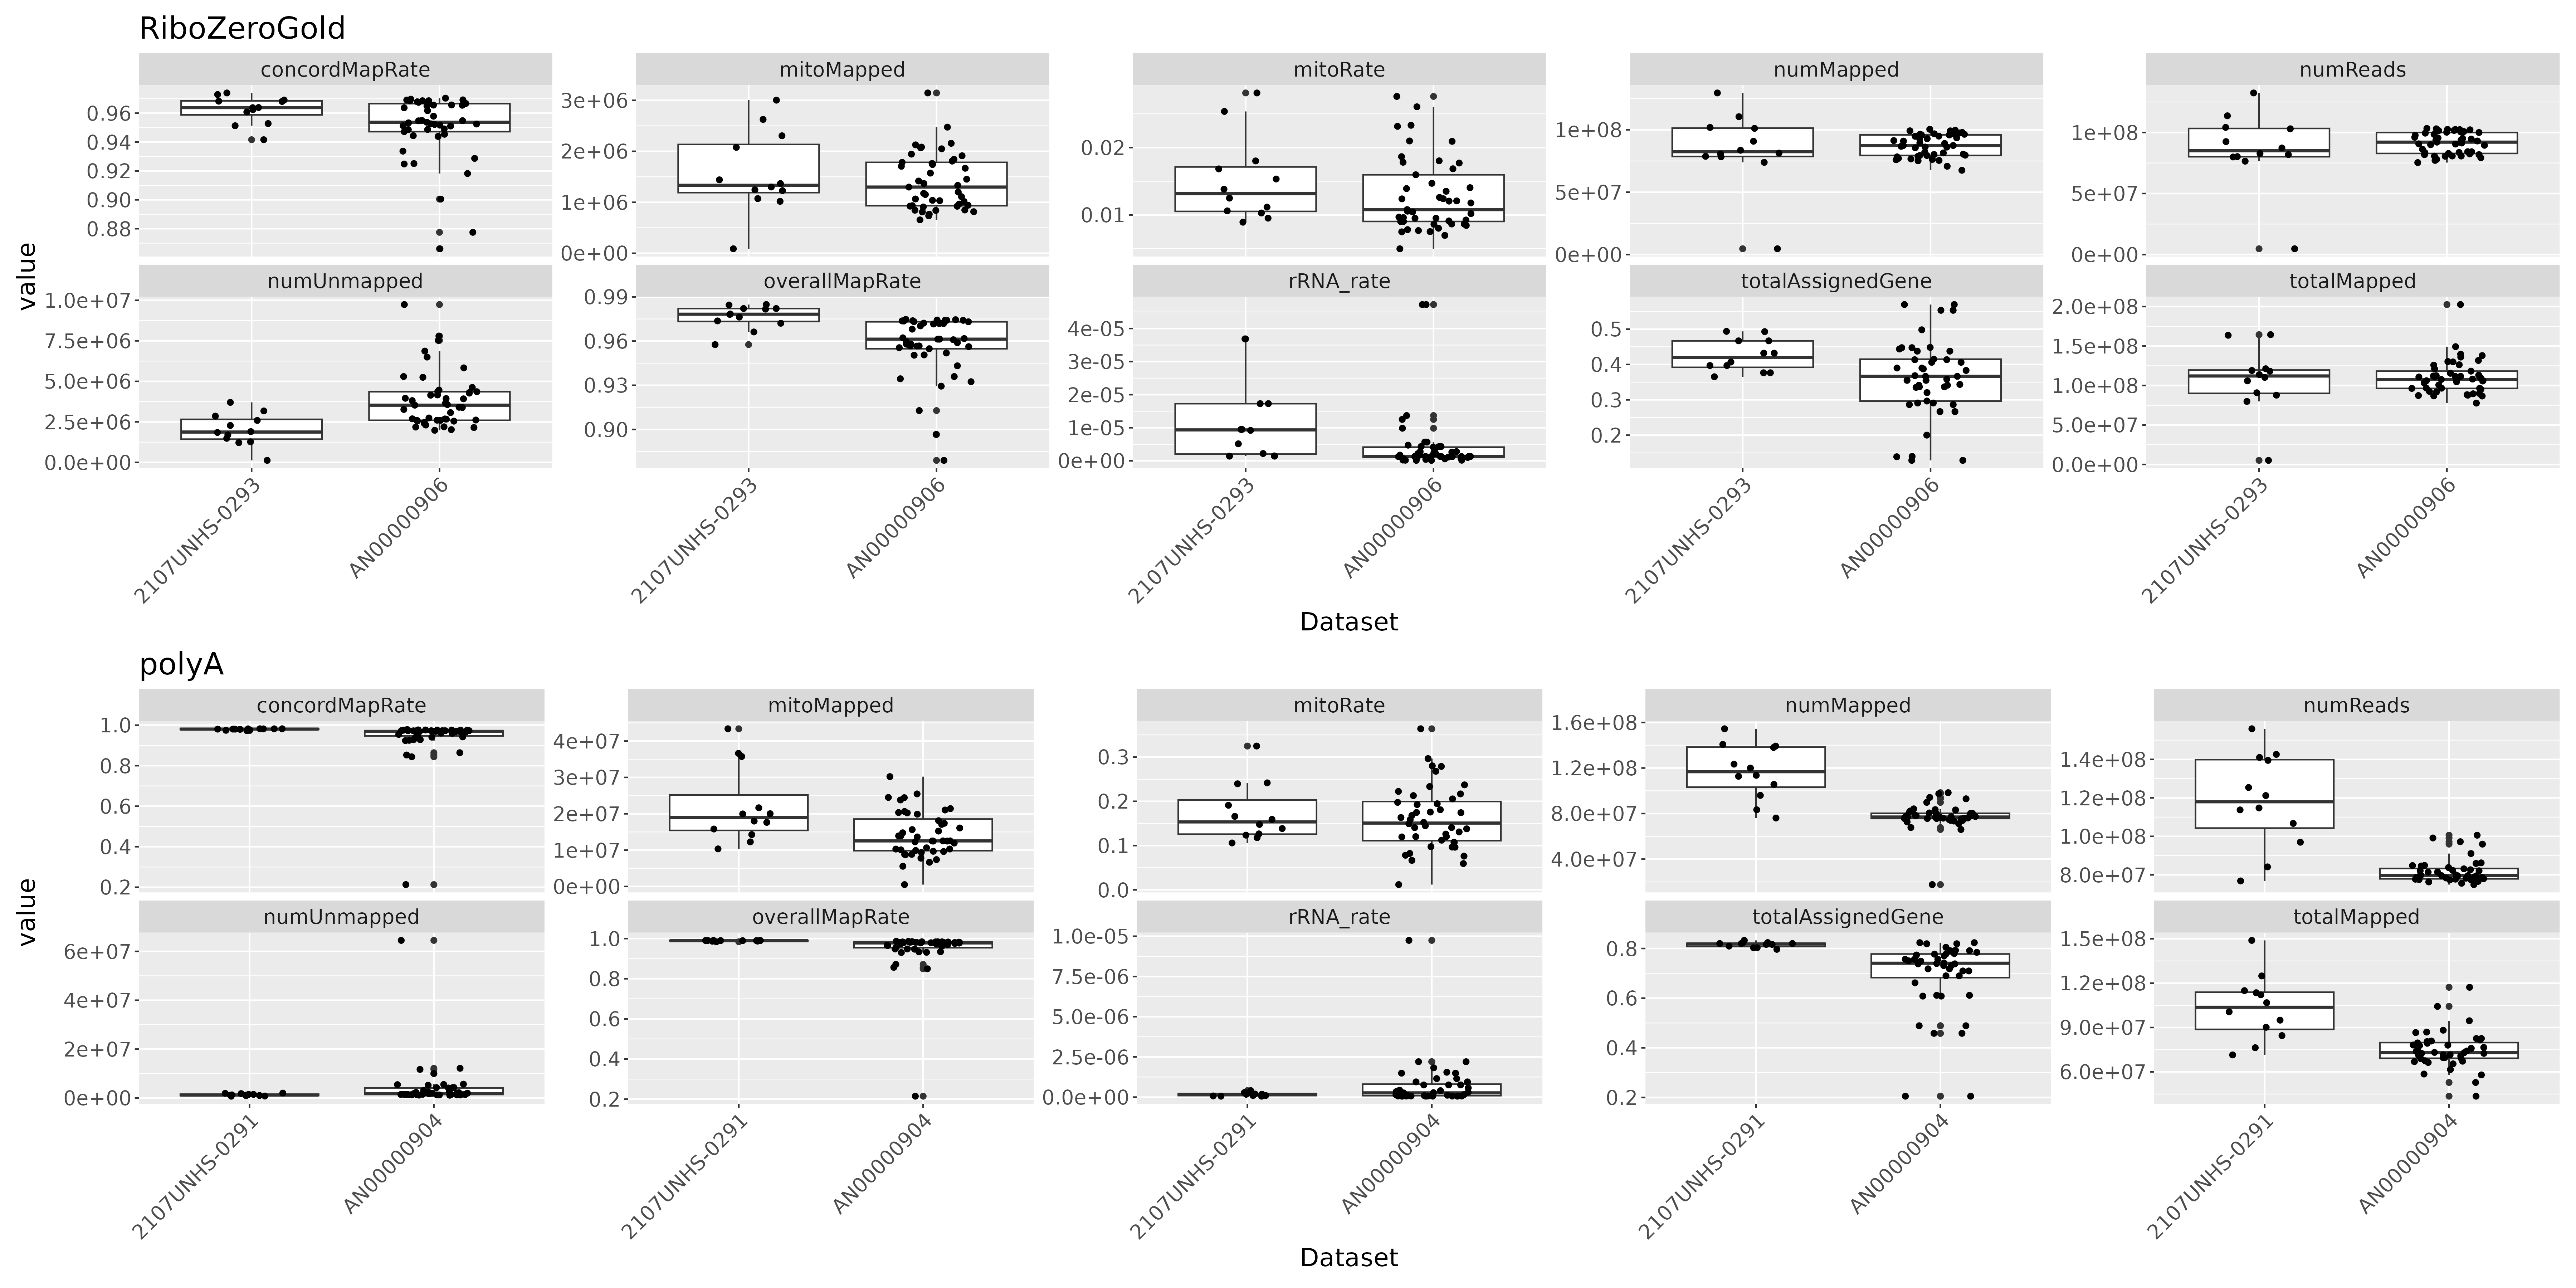 RiboZeroGold
concordMapRate mitoMapped mitoRate numMapped numReads
0.96
0.94
0.92
0.90
0.88
3e+06
2e+06
1e+06
0e+00
0.02
0.01
1e+08
5e+07
0e+00
1e+08
5e+07
0e+00
numUnmapped overallMapRate rRNA_rate totalAssignedGene totalMapped
1.0e+07
7.5e+06
5.0e+06
2.5e+06
0.0e+00
0.99
0.96
0.93
0.90
4e-05
3e-05
2e-05
1e-05
0e+00
0.5
0.4
0.3
0.2
2.0e+08
1.5e+08
1.0e+08
5.0e+07
0.0e+00
value
2107UNHS-0293 AN00000906 2107UNHS-0293 AN00000906 2107UNHS-0293 AN00000906 2107UNHS-0293 AN00000906 2107UNHS-0293 AN00000906
Dataset
polyA
concordMapRate mitoMapped mitoRate numMapped numReads
1.0
0.8
0.6
0.4
0.2
4e+07
3e+07
2e+07
1e+07
0e+00
0.3
0.2
0.1
0.0
1.6e+08
1.2e+08
8.0e+07
4.0e+07
1.4e+08
1.2e+08
1.0e+08
8.0e+07
numUnmapped overallMapRate rRNA_rate totalAssignedGene totalMapped
6e+07
4e+07
2e+07
0e+00
1.0
0.8
0.6
0.4
0.2
1.0e-05
7.5e-06
5.0e-06
2.5e-06
0.0e+00
0.8
0.6
0.4
0.2
1.5e+08
1.2e+08
9.0e+07
6.0e+07
value
2107UNHS-0291 AN00000904 2107UNHS-0291 AN00000904 2107UNHS-0291 AN00000904 2107UNHS-0291 AN00000904 2107UNHS-0291 AN00000904
Dataset